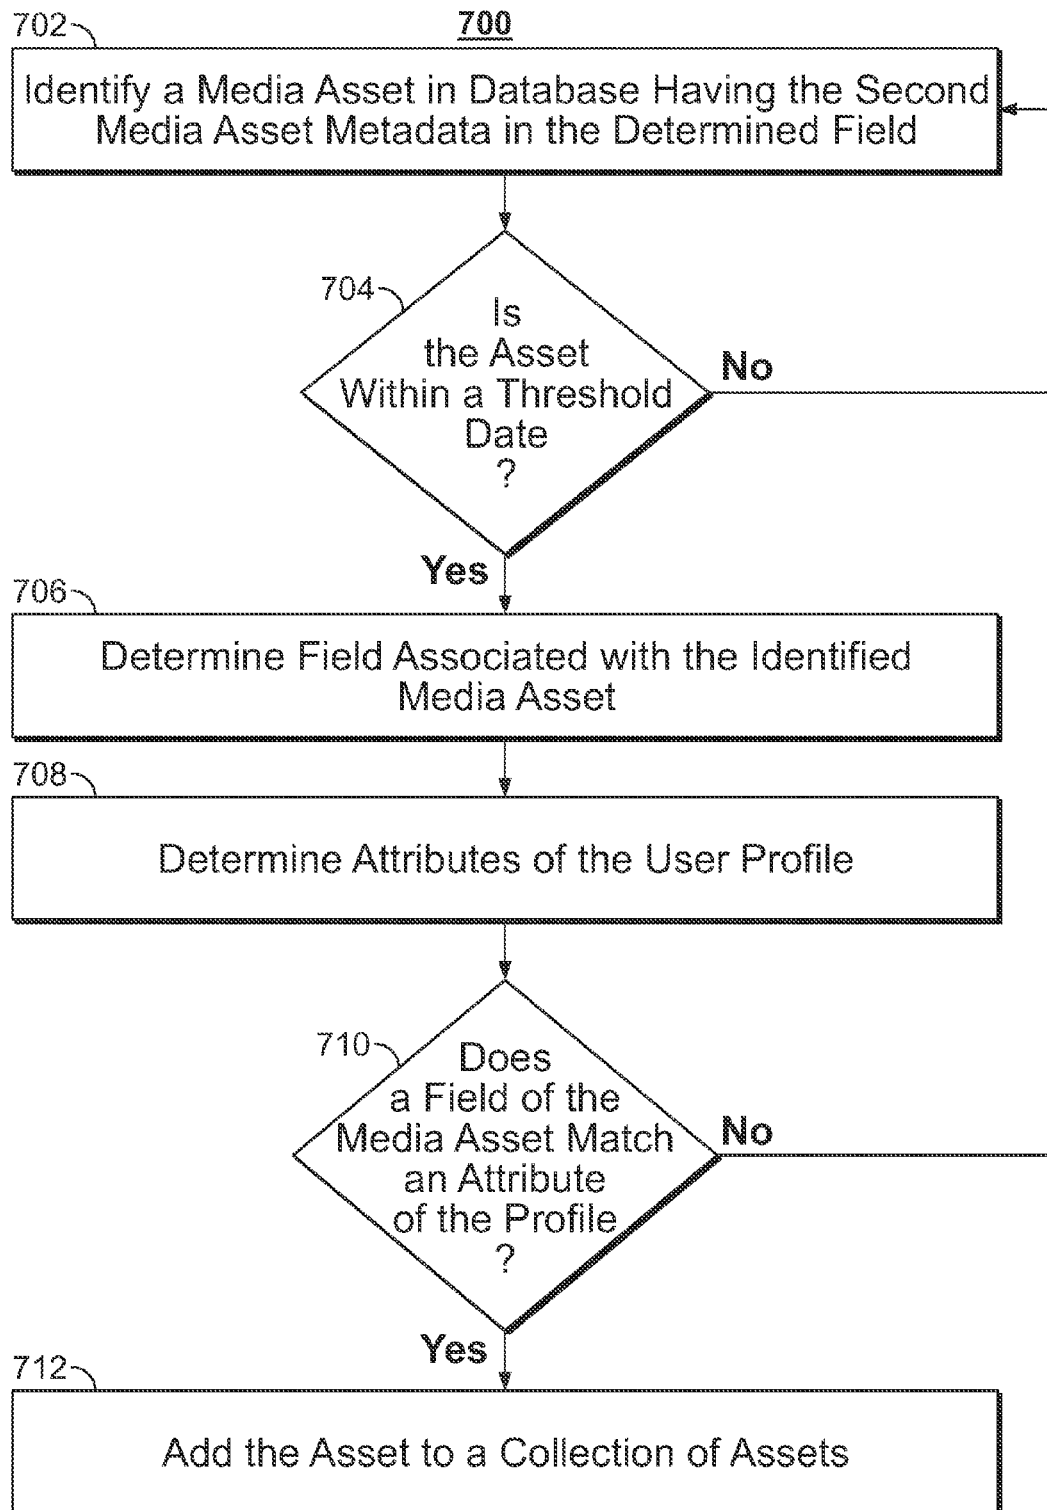 702
700
Identify a Media Asset in Database Having the Second
Media Asset Metadata in the Determined Field
704
Is
the Asset
Within a Threshold
Date
?
No
Yes
706
Determine Field Associated with the Identified
Media Asset
708
Determine Attributes of the User Profile
710
Does
a Field of the
Media Asset Match
an Attribute
of the Profile
?
No
Yes
712
Add the Asset to a Collection of Assets